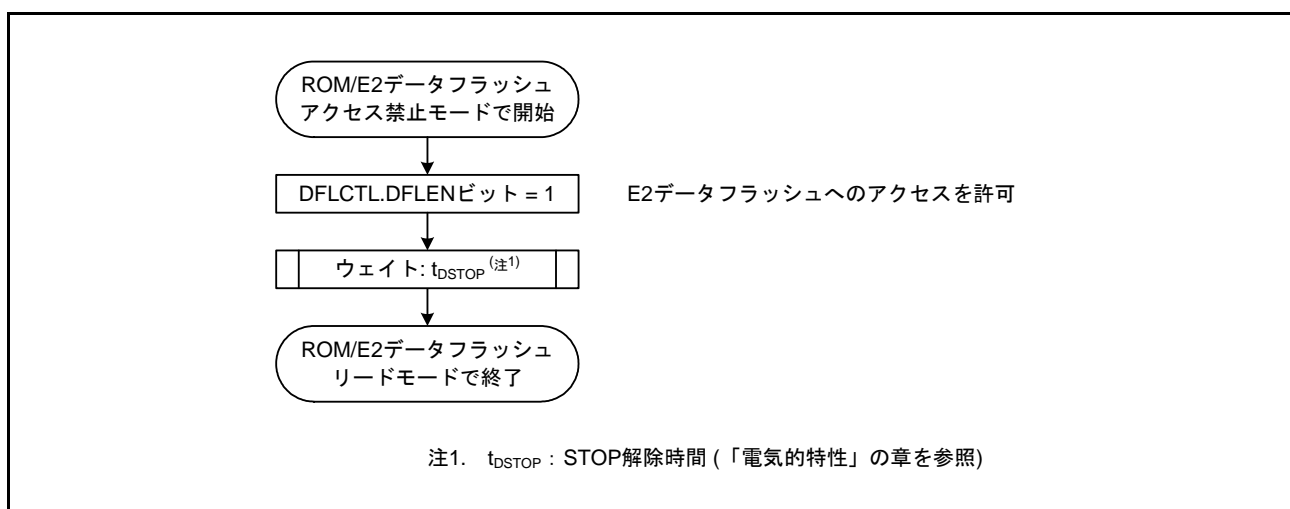 ROM/E2データフラッシュ
アクセス禁止モードで開始
DFLCTL.DFLENビット = 1
E2データフラッシュへのアクセスを許可
ウェイト: tDSTOP (注1)
ROM/E2データフラッシュ
リードモードで終了
注1. tDSTOP : STOP解除時間 (「電気的特性」の章を参照)